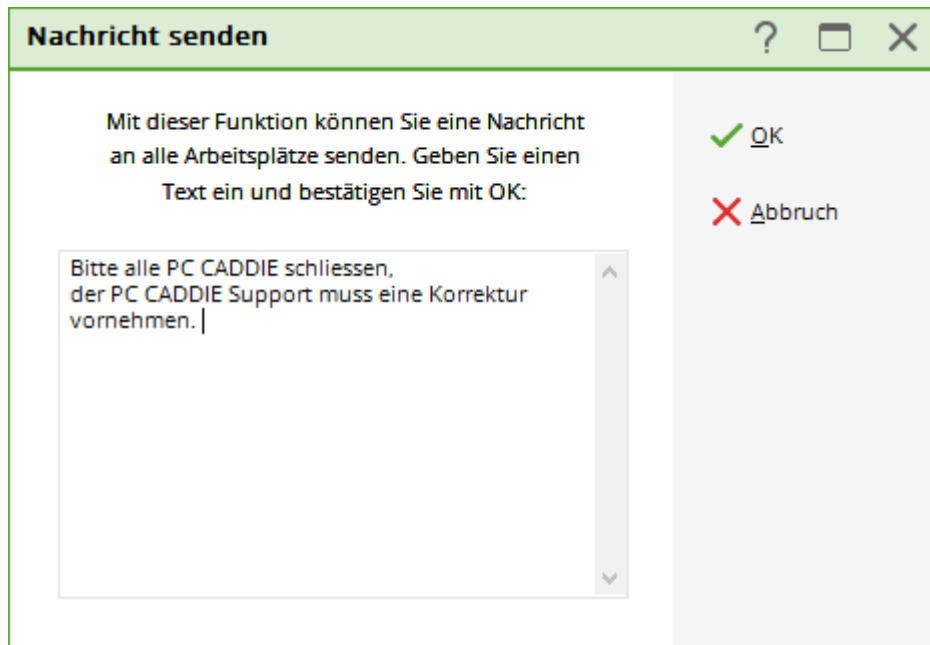 Nachricht senden
Mit dieser Funktion können Sie eine Nachricht
an alle Arbeitsplätze senden. Geben Sie einen
Text ein und bestätigen Sie mit OK:
OK
Abbruch
Bitte alle PC CADDIE schliessen,
der PC CADDIE Support muss eine Korrektur
vornehmen.